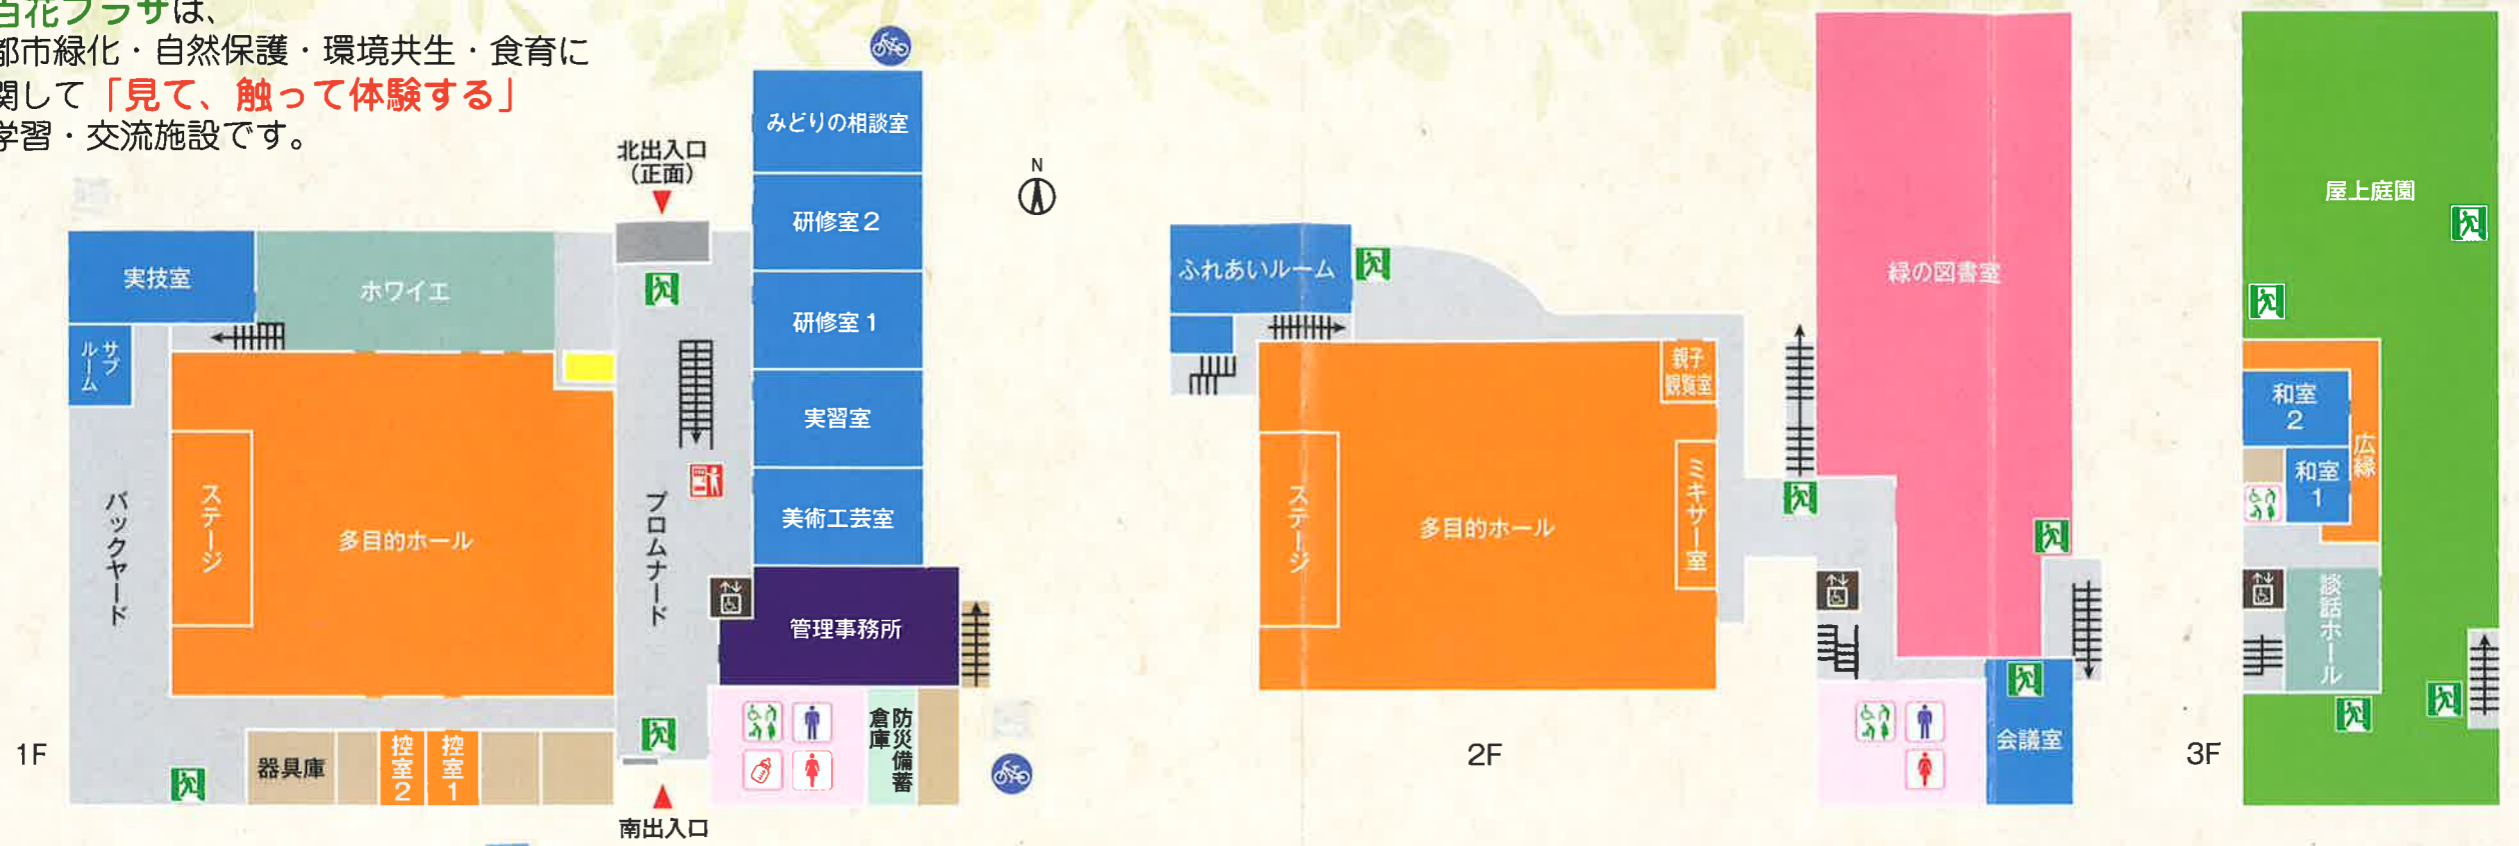 百花プラザは、
都市緑化・自然保護・環境共生・食育に
関して「見て、触って体験する」
学習・交流施設です。
北出入口
(正面)
みどりの相談室
研修室2
研修室1
実習室
美術工芸室
管理事務所
防災備蓄
倉庫
実技室
ホワイエ
サブ
ルーム
バックヤード
ステージ
多目的ホール
プロムナード
器具庫
控室2
控室1
南出入口
1F
N
ふれあいルーム
親子
観覧室
ステージ
多目的ホール
ミキサー室
緑の図書室
会議室
2F
屋上庭園
和室
2
和室
1
広縁
談話ホール
3F